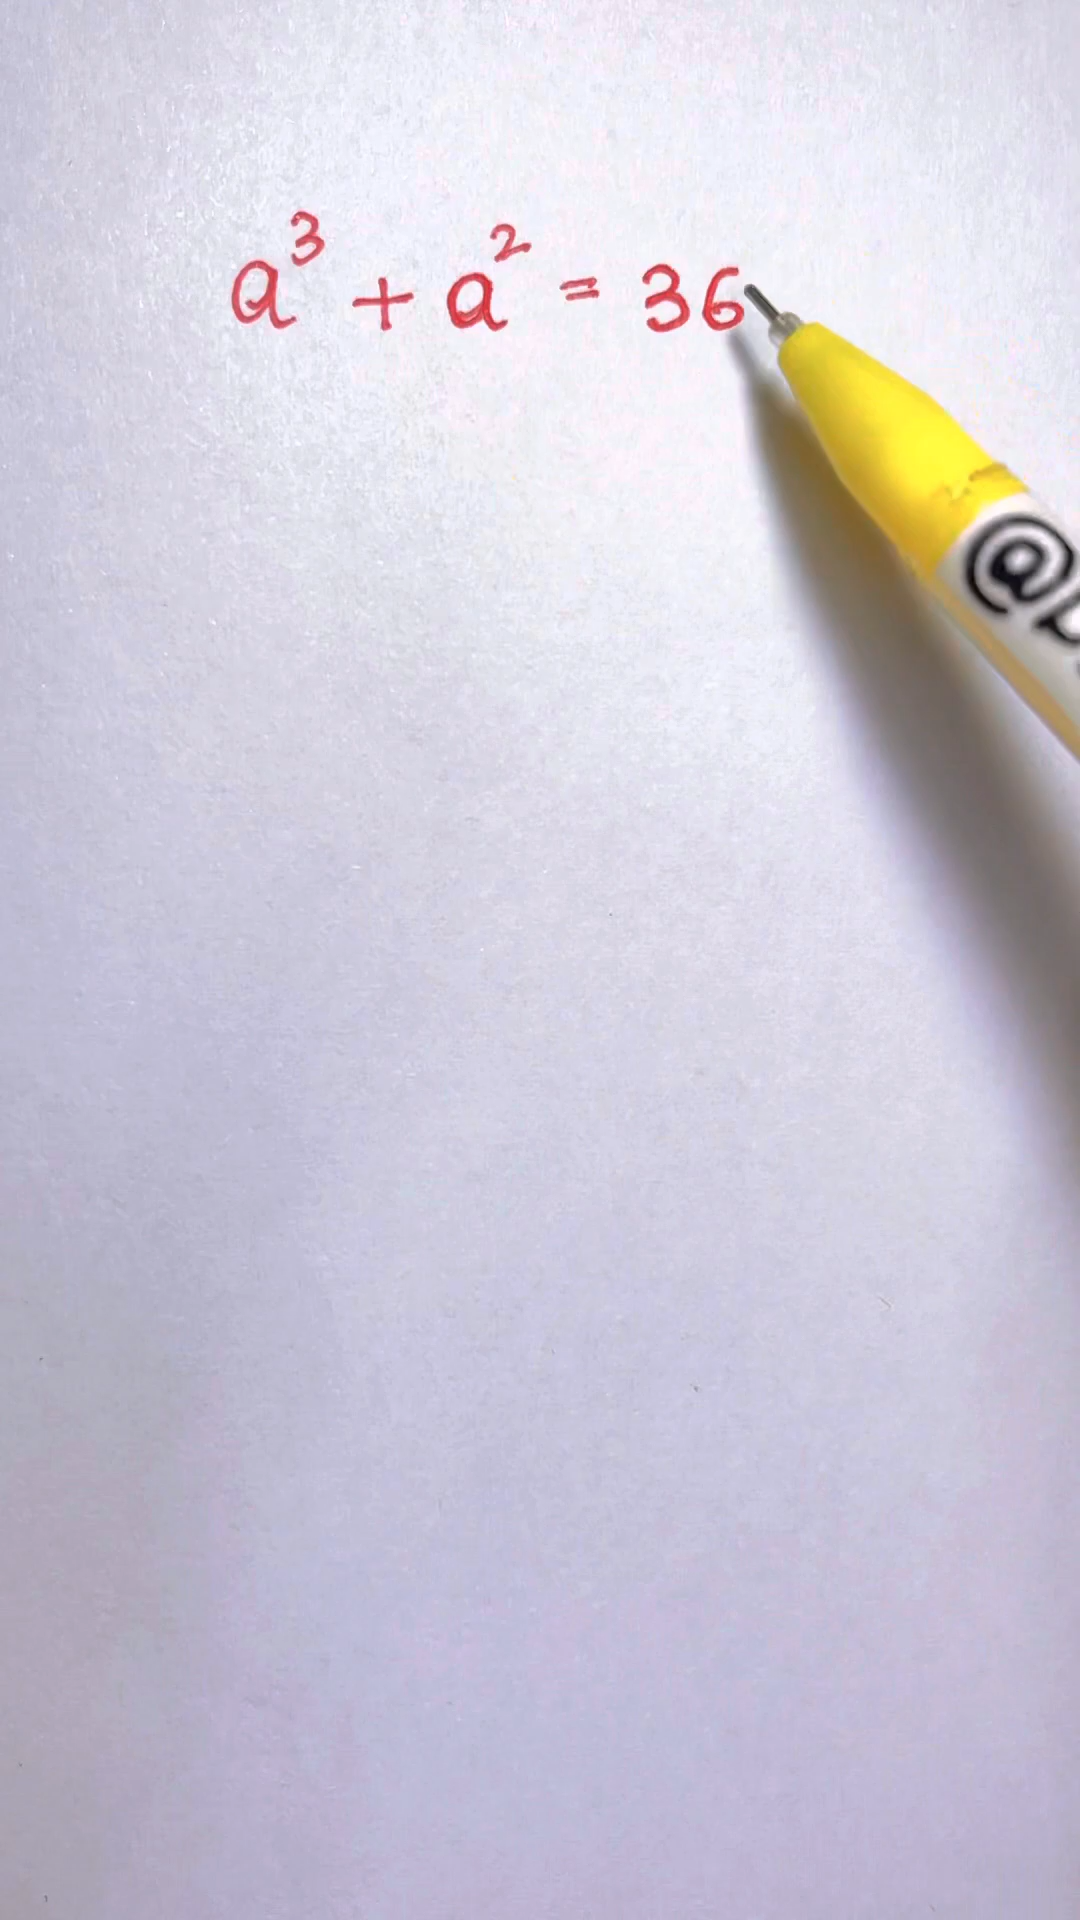 a³ + a² = 36